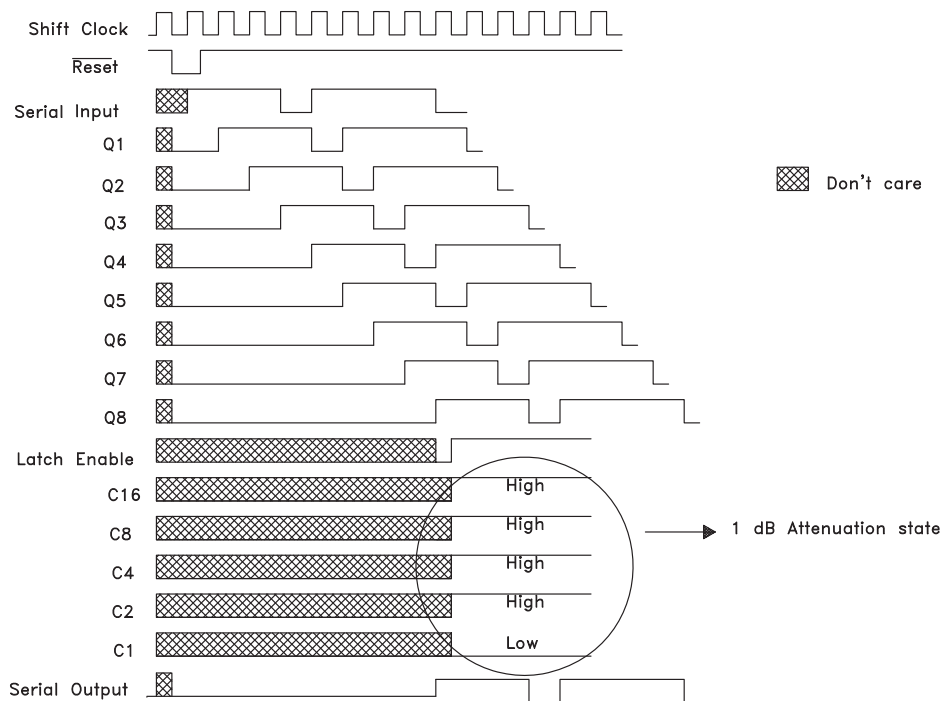 Shift Clock
Reset
Serial Input
Q1
Q2
Don't care
Q3
Q4
Q5
Q6
Q7
Q8
Latch Enable
C16
High
C8
High
1 dB Attenuation state
C4
High
C2
High
C1
Low
Serial Output